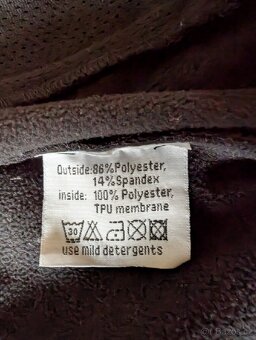 Outside:86%Polyester,
14%Spandex
inside: 100% Polyester,
TPU membrane
30
use mild detergents